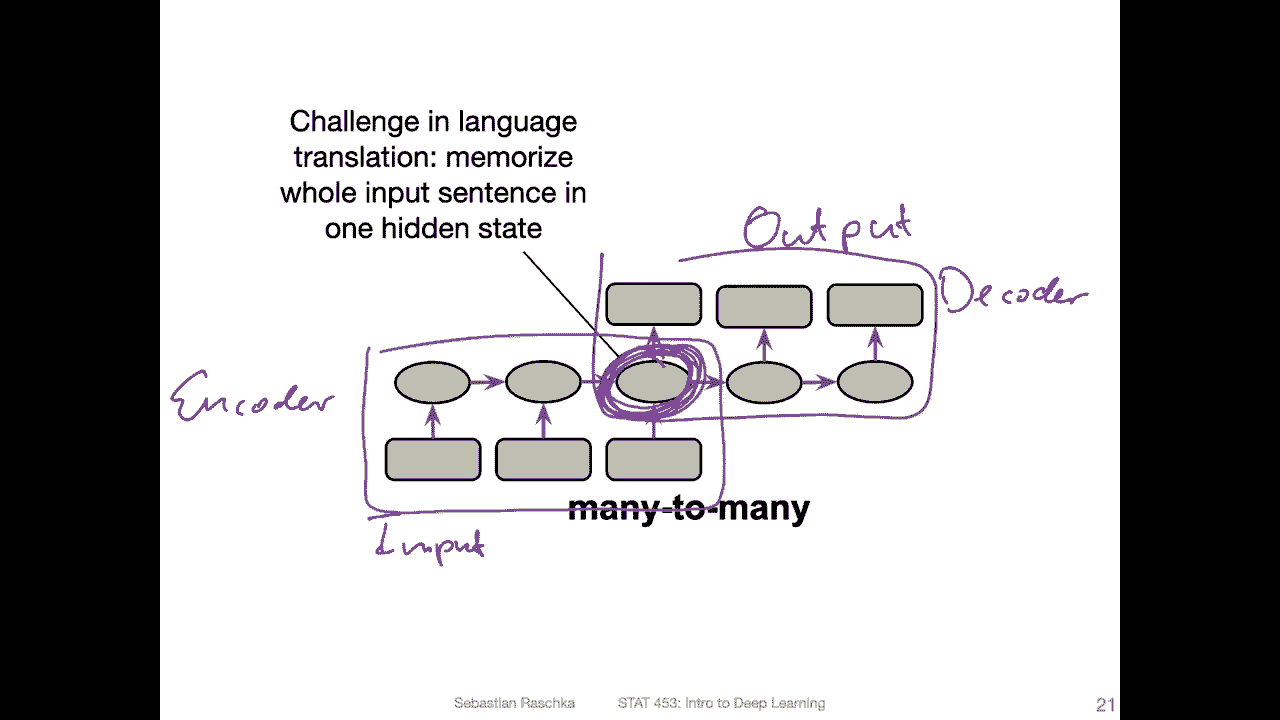 Challenge in language
translation: memorize
whole input sentence in
one hidden state
Output
Decoder
Encoder
many-to-many
Input
Sebastian Raschka
STAT 453: Intro to Deep Learning
21